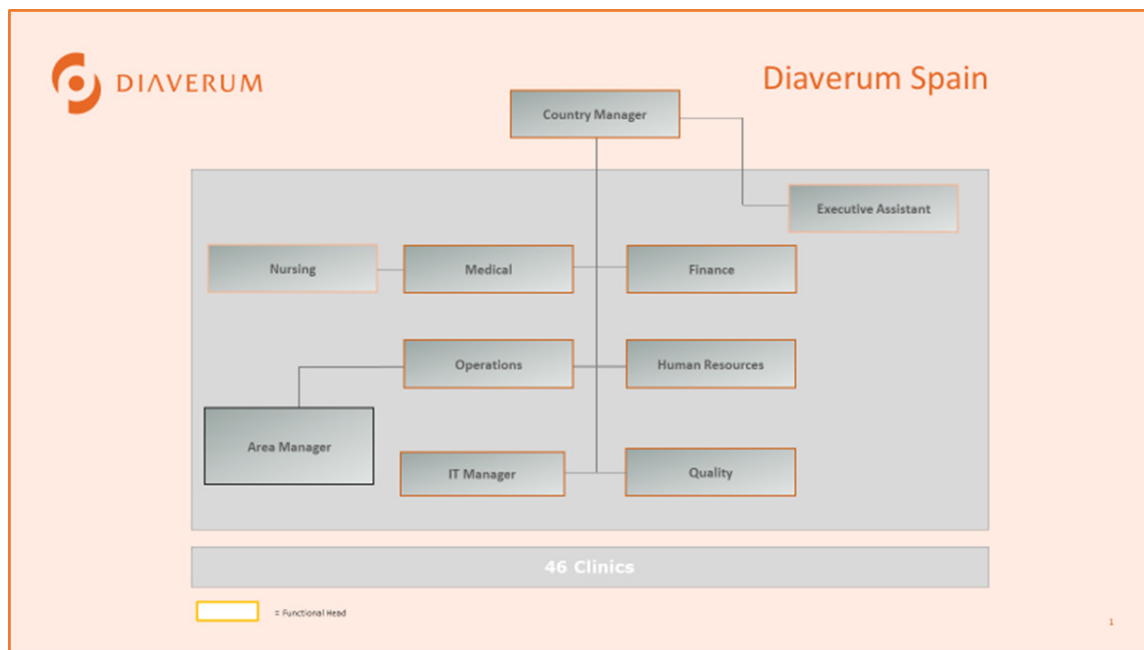 DIAVERUM
Diaverum Spain
Country Manager
Executive Assistant
Nursing
Medical
Finance
Operations
Human Resources
Area Manager
IT Manager
Quality
46 Clinics
= Functional Head
1